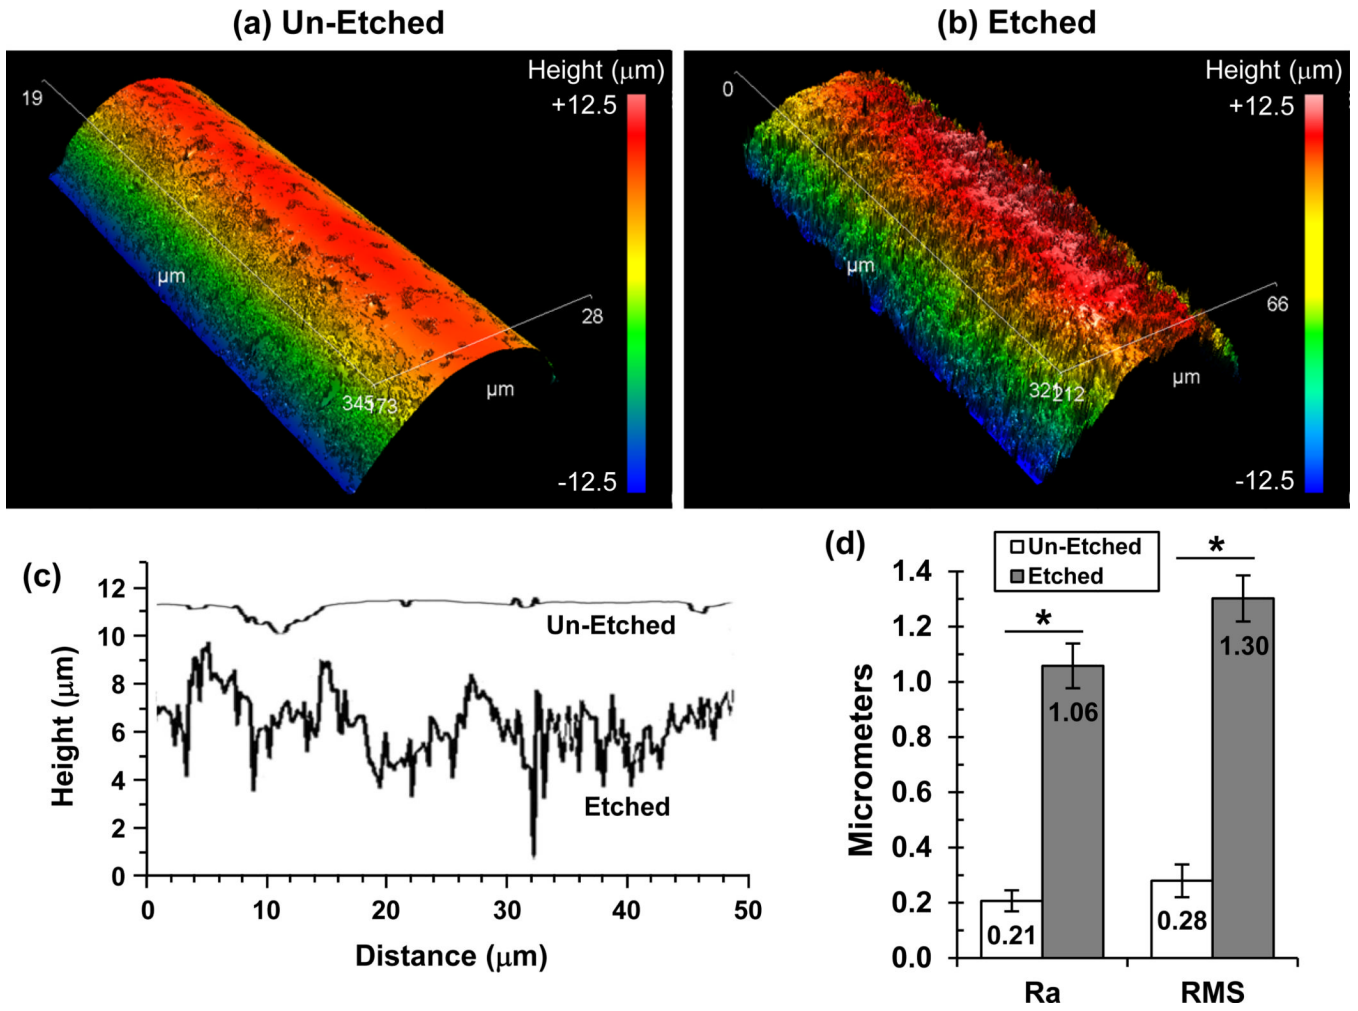 (a) Un-Etched
(b) Etched
Height (μm)
+12.5
-12.5
19
μm
28
μm
345
173
Height (μm)
+12.5
-12.5
0
μm
66
μm
212
(c)
Height (μm)
12
10
8
6
4
2
0
Un-Etched
Etched
0 10 20 30 40 50
Distance (μm)
(d)
Un-Etched
Etched
Micrometers
1.4
1.2
1.0
0.8
0.6
0.4
0.2
0.0
*
*
0.21
1.06
0.28
1.30
Ra RMS